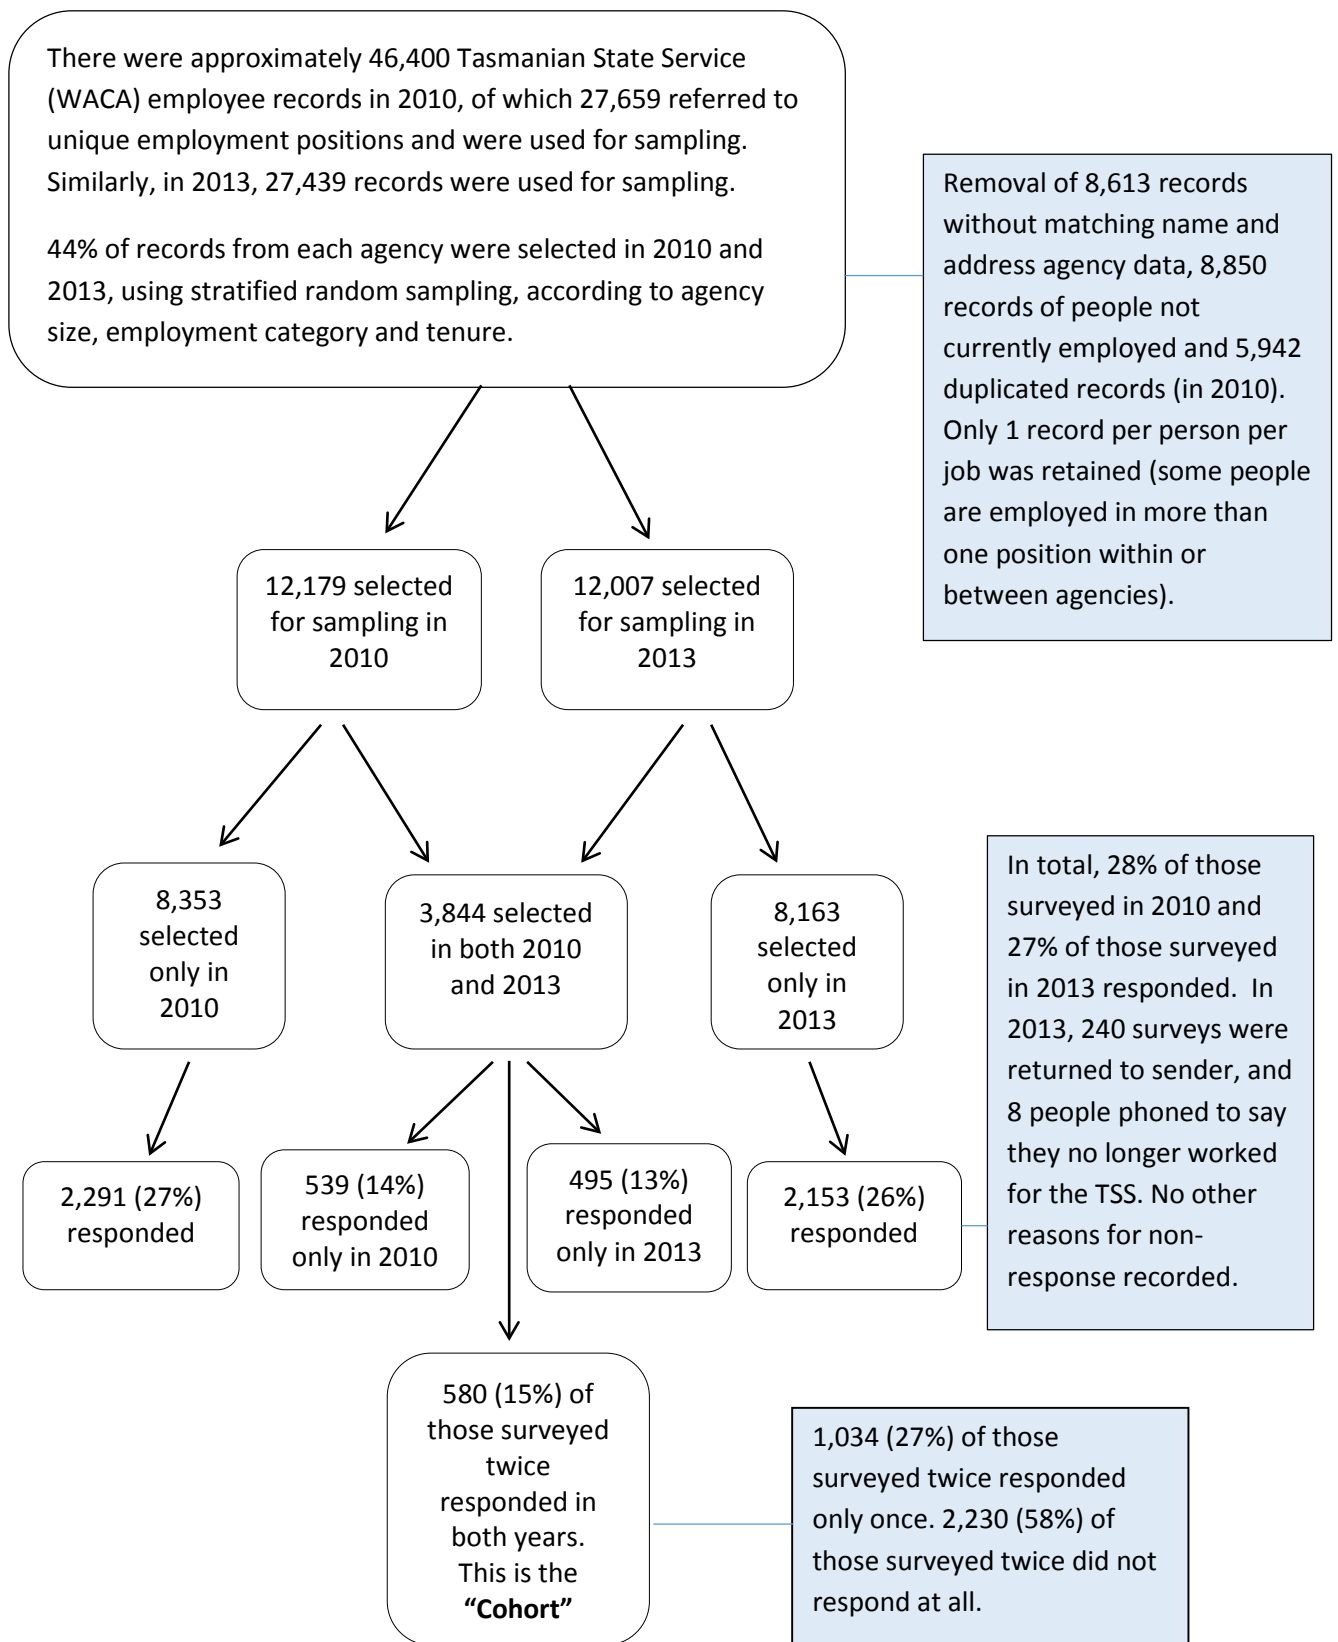 There were approximately 46,400 Tasmanian State Service
(WACA) employee records in 2010, of which 27,659 referred to
unique employment positions and were used for sampling.
Similarly, in 2013, 27,439 records were used for sampling.
44% of records from each agency were selected in 2010 and
2013, using stratified random sampling, according to agency
size, employment category and tenure.
Removal of 8,613 records
without matching name and
address agency data, 8,850
records of people not
currently employed and 5,942
duplicated records (in 2010).
Only 1 record per person per
job was retained (some people
are employed in more than
one position within or
between agencies).
12,179 selected
for sampling in
2010
12,007 selected
for sampling in
2013
8,353
selected
only in
2010
3,844 selected
in both 2010
and 2013
8,163
selected
only in
2013
In total, 28% of those
surveyed in 2010 and
27% of those surveyed
in 2013 responded.  In
2013, 240 surveys were
returned to sender, and
8 people phoned to say
they no longer worked
for the TSS. No other
reasons for non-
response recorded.
2,291 (27%)
responded
539 (14%)
responded
only in 2010
495 (13%)
responded
only in 2013
2,153 (26%)
responded
580 (15%) of
those surveyed
twice
responded in
both years.
This is the
“Cohort”
1,034 (27%) of those
surveyed twice responded
only once. 2,230 (58%) of
those surveyed twice did not
respond at all.